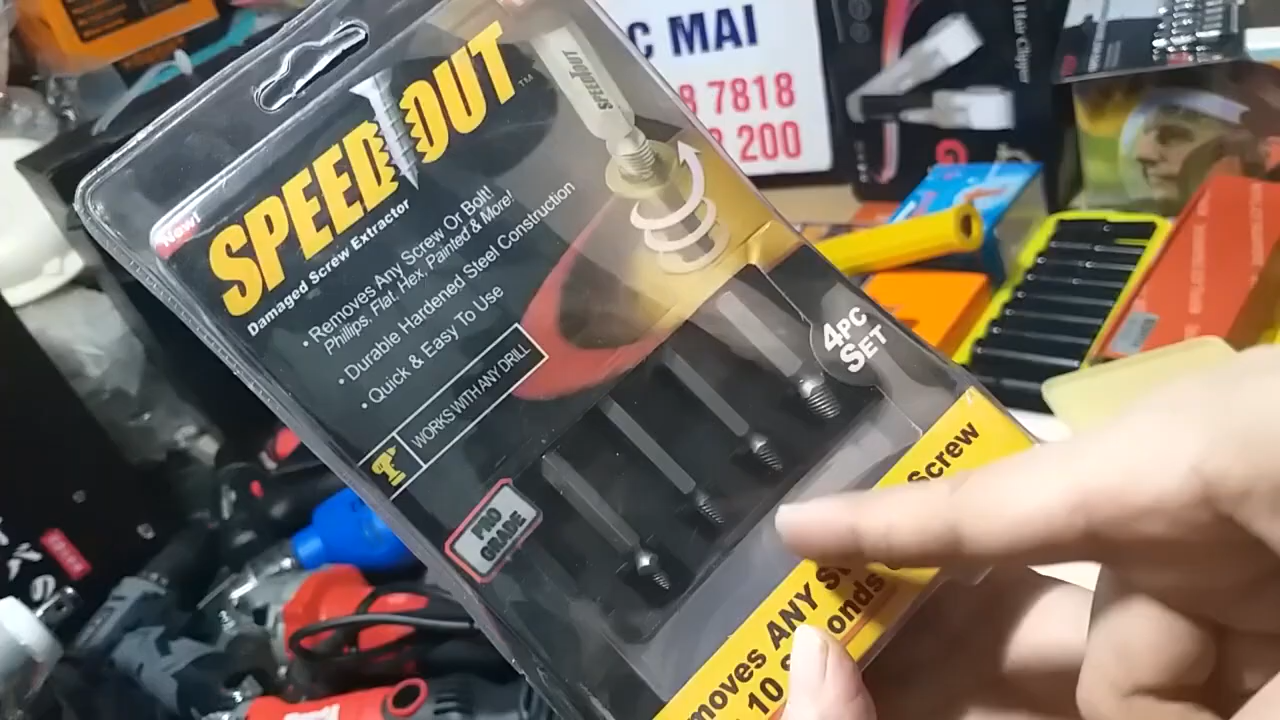 New!
SPEED OUT™
Damaged Screw Extractor
• Removes Any Screw Or Bolt!
Phillips, Flat, Hex, Painted & More!
• Durable Hardened Steel Construction
• Quick & Easy To Use
WORKS WITH ANY DRILL
PRO
GRADE
SPEEDOUT
4PC
SET
Screw
moves ANY
10
onds
C MAI
8 7818
200